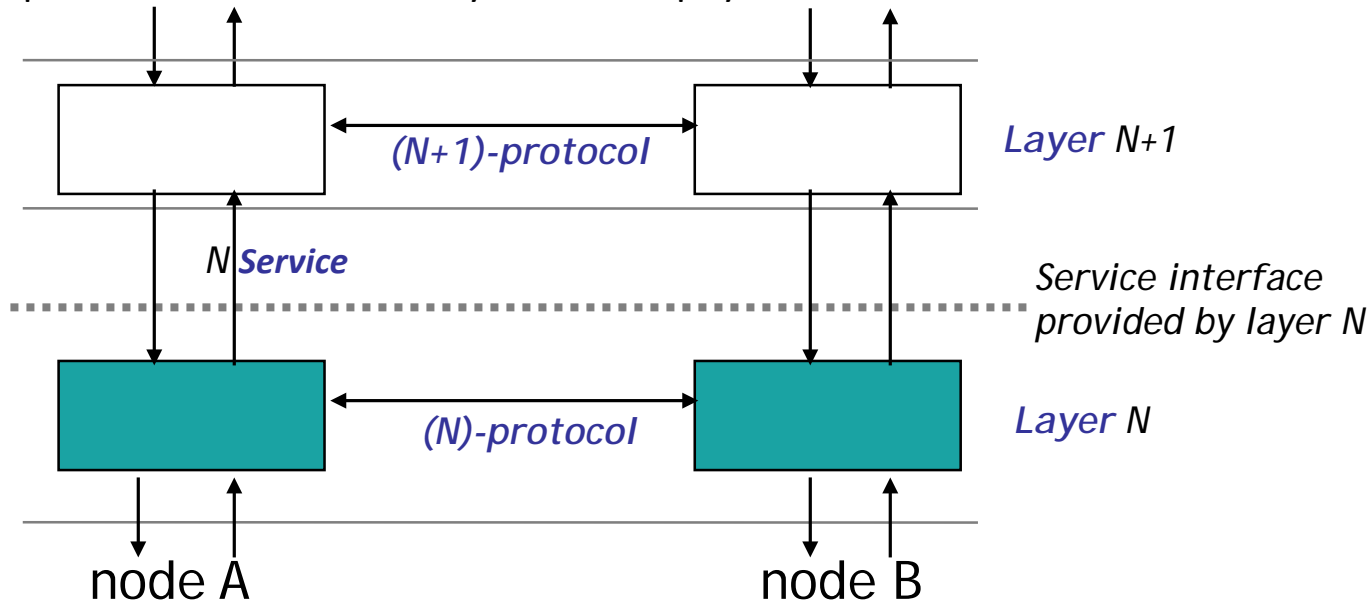 (N+1)-protocol
Layer N+1
N Service
Service interface
provided by layer N
(N)-protocol
Layer N
node A
node B